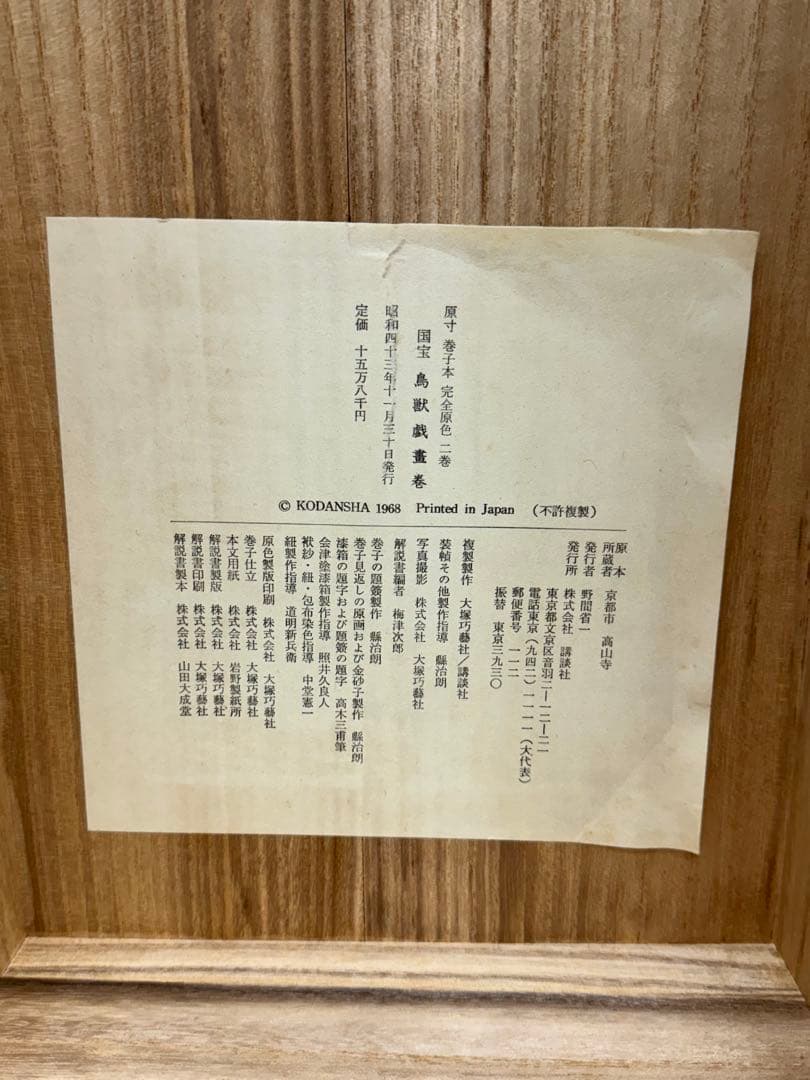 原寸 巻子本 完全原色 二巻
国宝 鳥獣戯畫巻
昭和四十三年十一月三十日発行
定価 十五万八千円
© KODANSHA 1968 Printed in Japan (不許複製)
原本
所蔵者 京都市 高山寺
発行者 野間省一
発行所 株式会社 講談社
東京都文京区音羽二―一二―二一
電話東京(九四二)一一一一(大代表)
郵便番号 一一二
振替 東京三九三〇
複製製作 大塚巧藝社/講談社
装幀その他製作指導 縣治朗
写真撮影 株式会社 大塚巧藝社
解説書編者 梅津次郎
巻子の題簽製作 縣治朗
巻子見返しの原画および金砂子製作 縣治朗
漆箱の題字および題簽の題字 高木三甫筆
会津塗漆箱製作指導 照井久良人
袱紗・紐・包布染色指導 中堂憲一
紐製作指導 道明新兵衛
原色製版印刷 株式会社 大塚巧藝社
巻子仕立 株式会社 大塚巧藝社
本文用紙 株式会社 岩野製紙所
解説書製版 株式会社 大塚巧藝社
解説書印刷 株式会社 大塚巧藝社
解説書製本 株式会社 山田大成堂